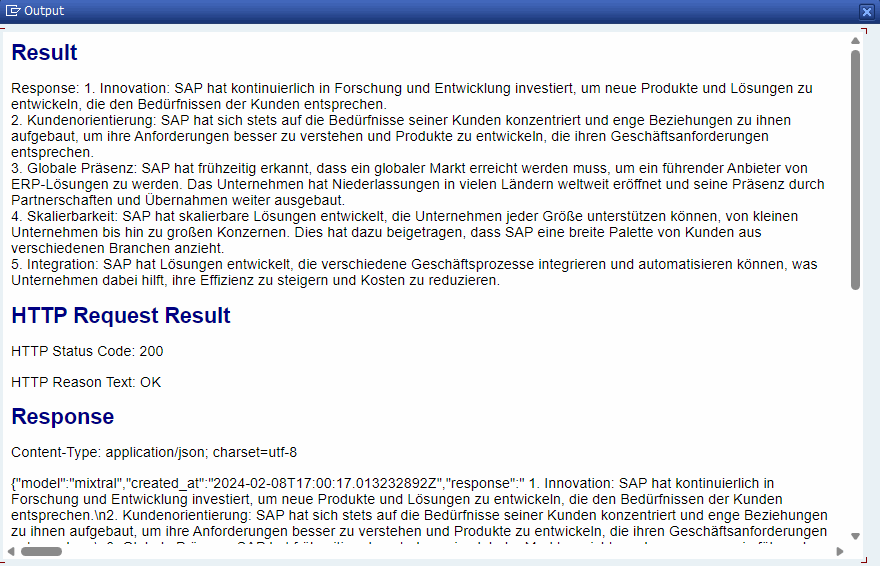 Output
Result
Response: 1. Innovation: SAP hat kontinuierlich in Forschung und Entwicklung investiert, um neue Produkte und Lösungen zu
entwickeln, die den Bedürfnissen der Kunden entsprechen.
2. Kundenorientierung: SAP hat sich stets auf die Bedürfnisse seiner Kunden konzentriert und enge Beziehungen zu ihnen
aufgebaut, um ihre Anforderungen besser zu verstehen und Produkte zu entwickeln, die ihren Geschäftsanforderungen
entsprechen.
3. Globale Präsenz: SAP hat frühzeitig erkannt, dass ein globaler Markt erreicht werden muss, um ein führender Anbieter von
ERP-Lösungen zu werden. Das Unternehmen hat Niederlassungen in vielen Ländern weltweit eröffnet und seine Präsenz durch
Partnerschaften und Übernahmen weiter ausgebaut.
4. Skalierbarkeit: SAP hat skalierbare Lösungen entwickelt, die Unternehmen jeder Größe unterstützen können, von kleinen
Unternehmen bis hin zu großen Konzernen. Dies hat dazu beigetragen, dass SAP eine breite Palette von Kunden aus
verschiedenen Branchen anzieht.
5. Integration: SAP hat Lösungen entwickelt, die verschiedene Geschäftsprozesse integrieren und automatisieren können, was
Unternehmen dabei hilft, ihre Effizienz zu steigern und Kosten zu reduzieren.
HTTP Request Result
HTTP Status Code: 200
HTTP Reason Text: OK
Response
Content-Type: application/json; charset=utf-8
{"model":"mixtral","created_at":"2024-02-08T17:00:17.013232892Z","response":" 1. Innovation: SAP hat kontinuierlich in
Forschung und Entwicklung investiert, um neue Produkte und Lösungen zu entwickeln, die den Bedürfnissen der Kunden
entsprechen.\n2. Kundenorientierung: SAP hat sich stets auf die Bedürfnisse seiner Kunden konzentriert und enge Beziehungen
zu ihnen aufgebaut, um ihre Anforderungen besser zu verstehen und Produkte zu entwickeln, die ihren Geschäftsanforderungen